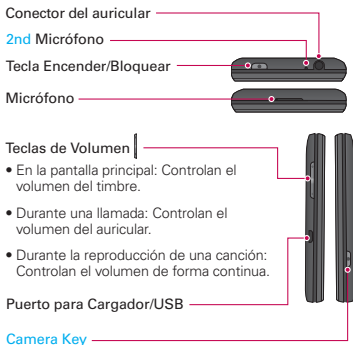 Conector del auricular
2nd Micrófono
Tecla Encender/Bloquear
Micrófono
Teclas de Volumen
• En la pantalla principal: Controlan el
volumen del timbre.
• Durante una llamada: Controlan el
volumen del auricular.
• Durante la reproducción de una canción:
Controlan el volumen de forma continua.
Puerto para Cargador/USB
Camera Key